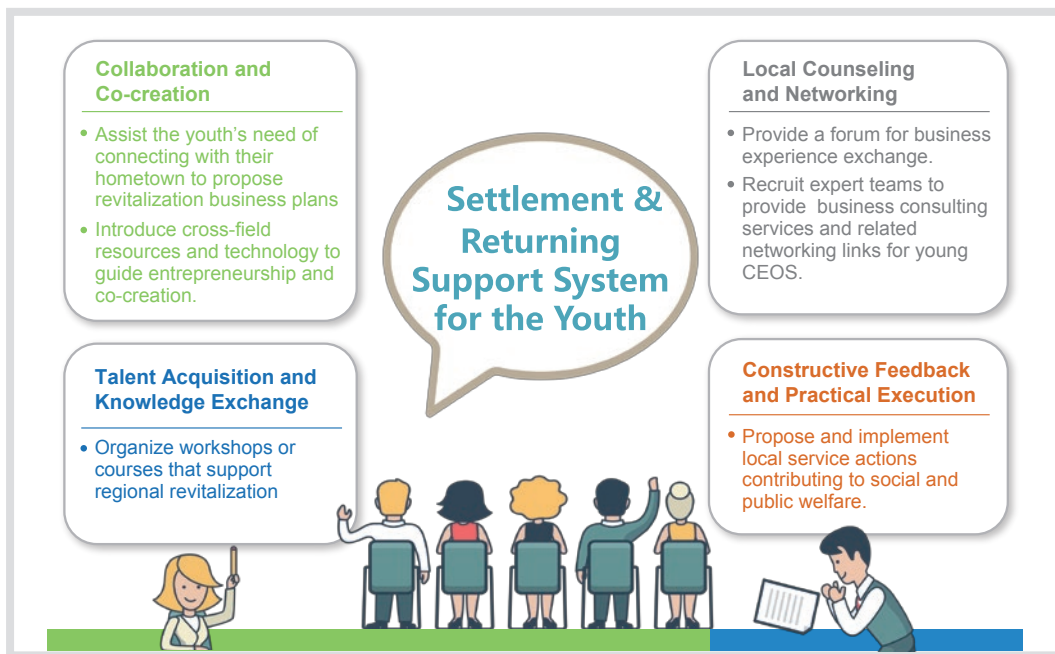 Collaboration and
Co-creation
• Assist the youth’s need of
connecting with their
hometown to propose
revitalization business plans
• Introduce cross-field
resources and technology to
guide entrepreneurship and
co-creation.
Talent Acquisition and
Knowledge Exchange
• Organize workshops or
courses that support
regional revitalization
Settlement &
Returning
Support System
for the Youth
Local Counseling
and Networking
• Provide a forum for business
experience exchange.
• Recruit expert teams to
provide  business consulting
services and related
networking links for young
CEOS.
Constructive Feedback
and Practical Execution
• Propose and implement
local service actions
contributing to social and
public welfare.